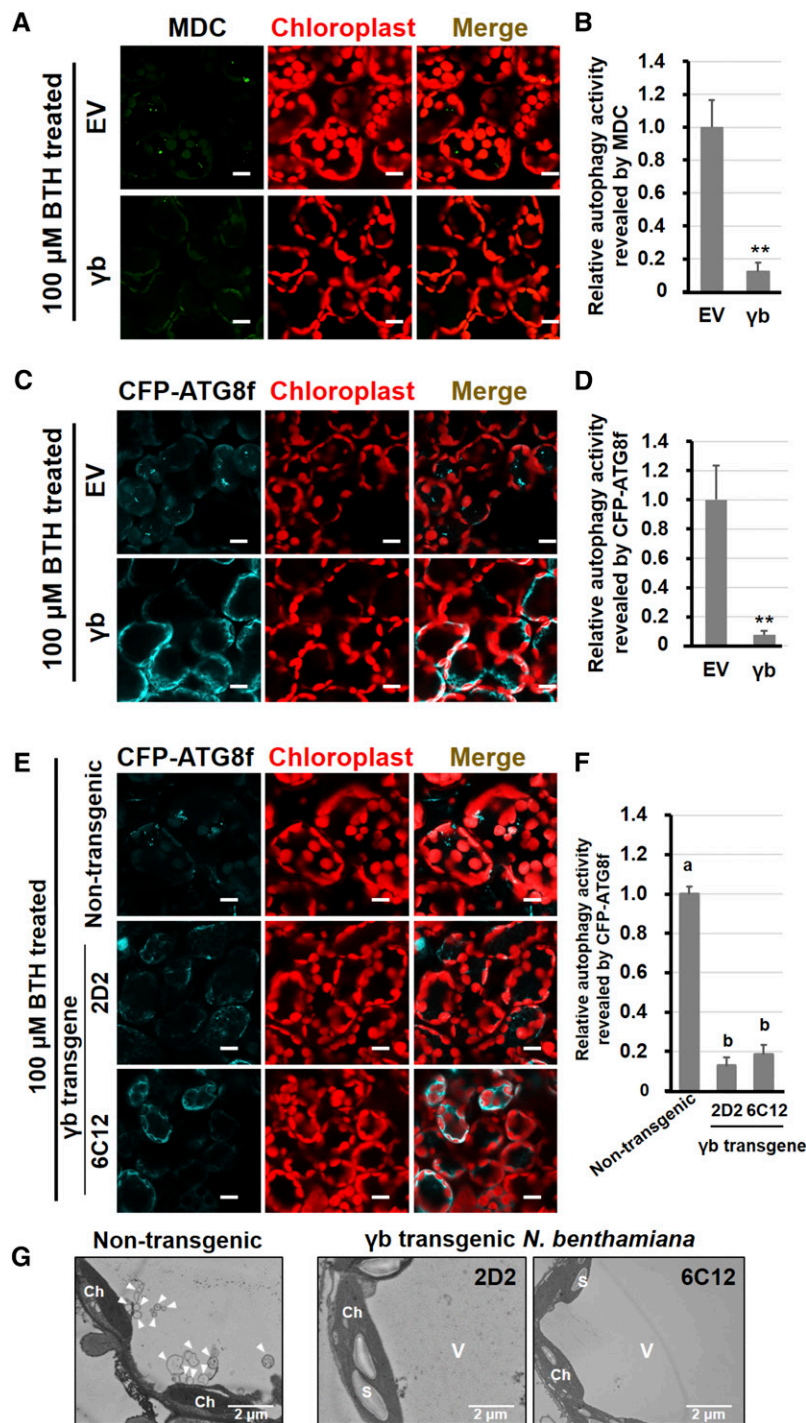 A
MDC
Chloroplast
Merge
100 µM BTH treated
EV
γb
B
Relative autophagy activity
revealed by MDC
1.4
1.2
1.0
0.8
0.6
0.4
0.2
0
**
EV
γb
C
CFP-ATG8f
Chloroplast
Merge
100 µM BTH treated
EV
γb
D
Relative autophagy activity
revealed by CFP-ATG8f
1.4
1.2
1.0
0.8
0.6
0.4
0.2
0
**
EV
γb
E
CFP-ATG8f
Chloroplast
Merge
100 µM BTH treated
Non-transgenic
γb transgene
2D2
6C12
F
Relative autophagy activity
revealed by CFP-ATG8f
1.4
1.2
1.0
0.8
0.6
0.4
0.2
0
a
b
b
Non-transgenic
2D2
6C12
γb transgene
G
Non-transgenic
γb transgenic N. benthamiana
Ch
Ch
2 µm
2D2
Ch
S
V
2 µm
6C12
S
Ch
V
2 µm